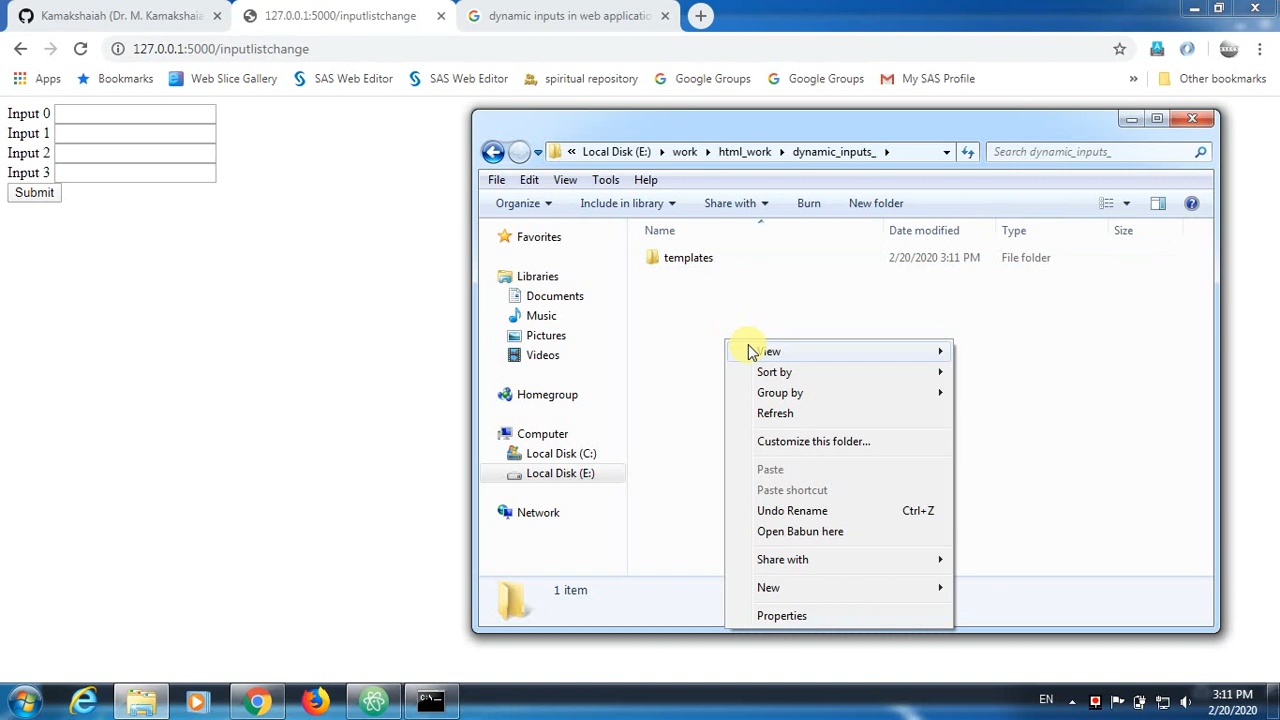 Kamakshaiah (Dr. M. Kamakshaiah)
127.0.0.1:5000/inputlistchange
dynamic inputs in web applicatio
127.0.0.1:5000/inputlistchange
Apps
Bookmarks
Web Slice Gallery
SAS Web Editor
SAS Web Editor
spiritual repository
Google Groups
Google Groups
My SAS Profile
»
Other bookmarks
Input 0
Input 1
Input 2
Input 3
Submit
« Local Disk (E:) work html_work dynamic_inputs_
Search dynamic_inputs_
File Edit View Tools Help
Organize Include in library Share with Burn New folder
Favorites
Libraries
Documents
Music
Pictures
Videos
Homegroup
Computer
Local Disk (C:)
Local Disk (E:)
Network
Name Date modified Type Size
templates 2/20/2020 3:11 PM File folder
View
Sort by
Group by
Refresh
Customize this folder...
Paste
Paste shortcut
Undo Rename Ctrl+Z
Open Babun here
Share with
New
Properties
1 item
EN
3:11 PM
2/20/2020